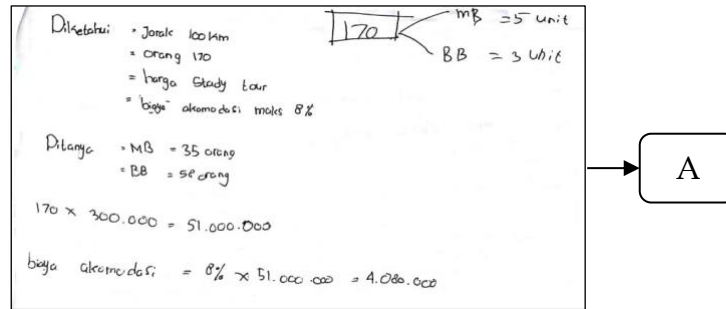 Diketahui • Jarak 100 km
= orang 170
= harga Study tour
= "biaya" akomodasi maks 8%
170 mB = 5 unit
BB = 3 unit
Ditanya • MB = 35 orang
= BB = orang
170 × 300.000 = 51.000.000
biaya akomodasi = 8% × 51.000.000 = 4.080.000
A